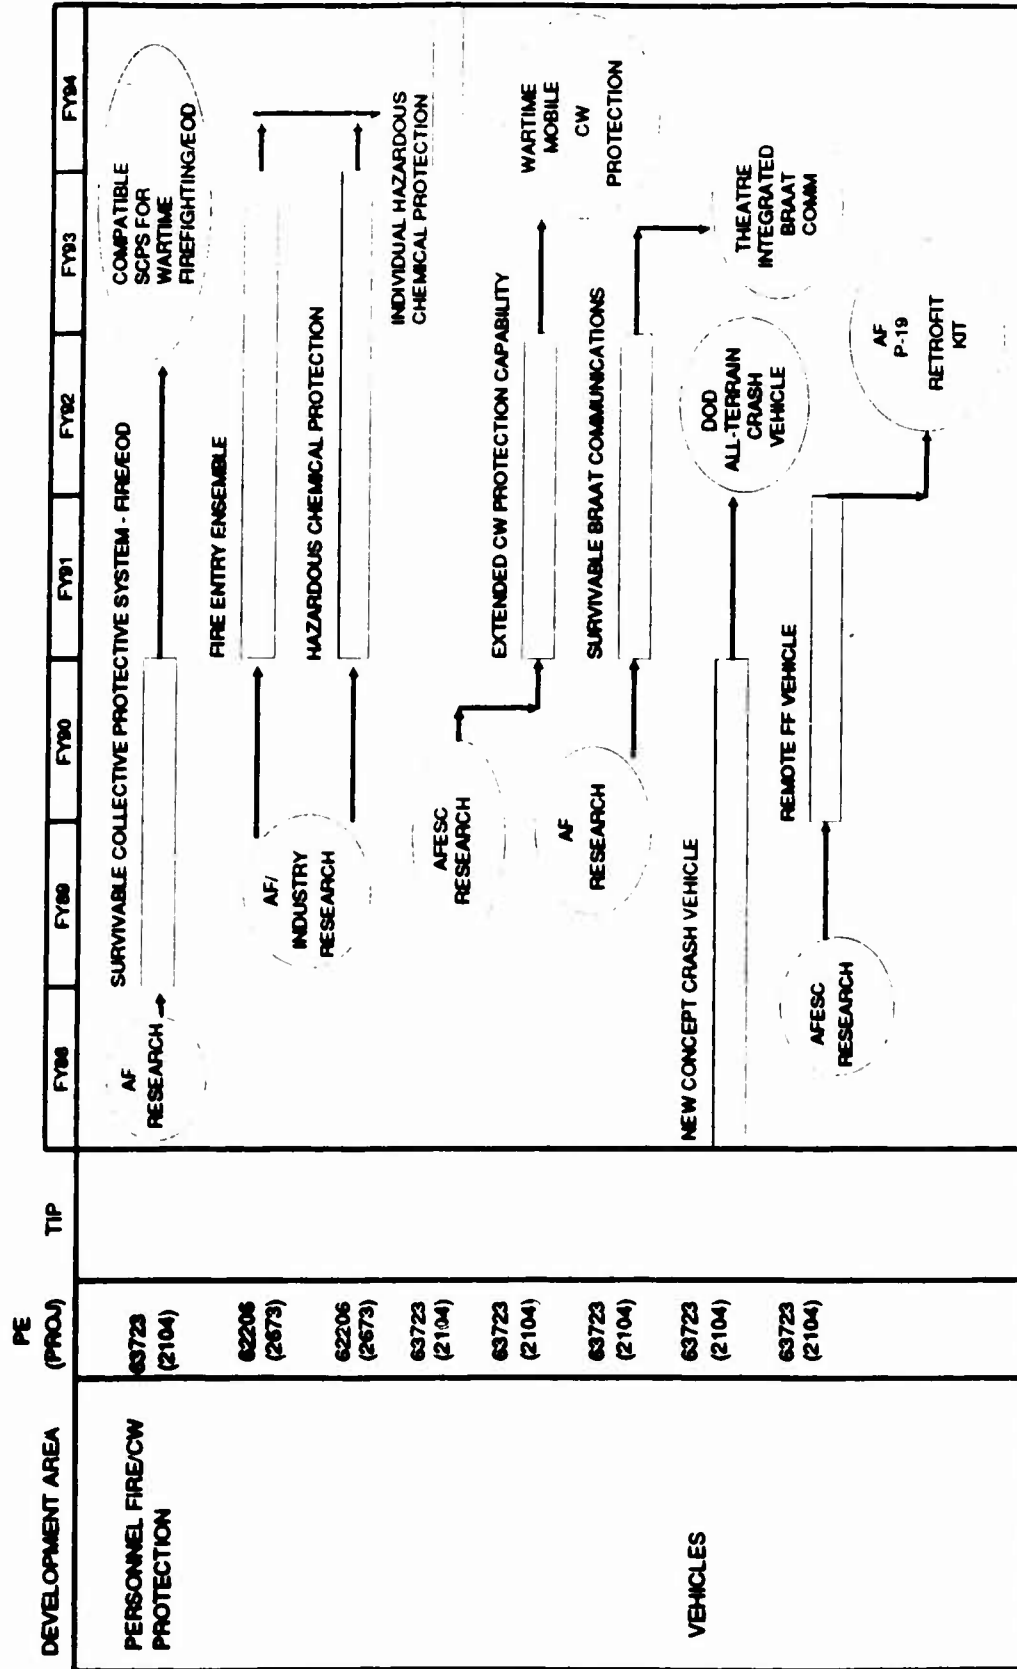 DEVELOPMENT AREA
PE
(PROJ)
TIP
FY88
FY89
FY90
FY91
FY92
FY93
FY94
PERSONNEL FIRE/CW
PROTECTION
63723
(2104)
AF
RESEARCH
SURVIVABLE COLLECTIVE PROTECTIVE SYSTEM - FIRE/EOD
COMPATIBLE
SCPS FOR
WARTIME
FIREFIGHTING/EOD
62206
(2673)
FIRE ENTRY ENSEMBLE
AF/
INDUSTRY
RESEARCH
62206
(2673)
HAZARDOUS CHEMICAL PROTECTION
INDIVIDUAL HAZARDOUS
CHEMICAL PROTECTION
63723
(2104)
AFESC
RESEARCH
63723
(2104)
EXTENDED CW PROTECTION CAPABILITY
WARTIME
MOBILE
CW
PROTECTION
63723
(2104)
AF
RESEARCH
SURVIVABLE BRAAT COMMUNICATIONS
THEATRE
INTEGRATED
BRAAT
COMM
VEHICLES
63723
(2104)
NEW CONCEPT CRASH VEHICLE
DOD
ALL-TERRAIN
CRASH
VEHICLE
63723
(2104)
AFESC
RESEARCH
REMOTE FF VEHICLE
AF
P-19
RETROFIT
KIT